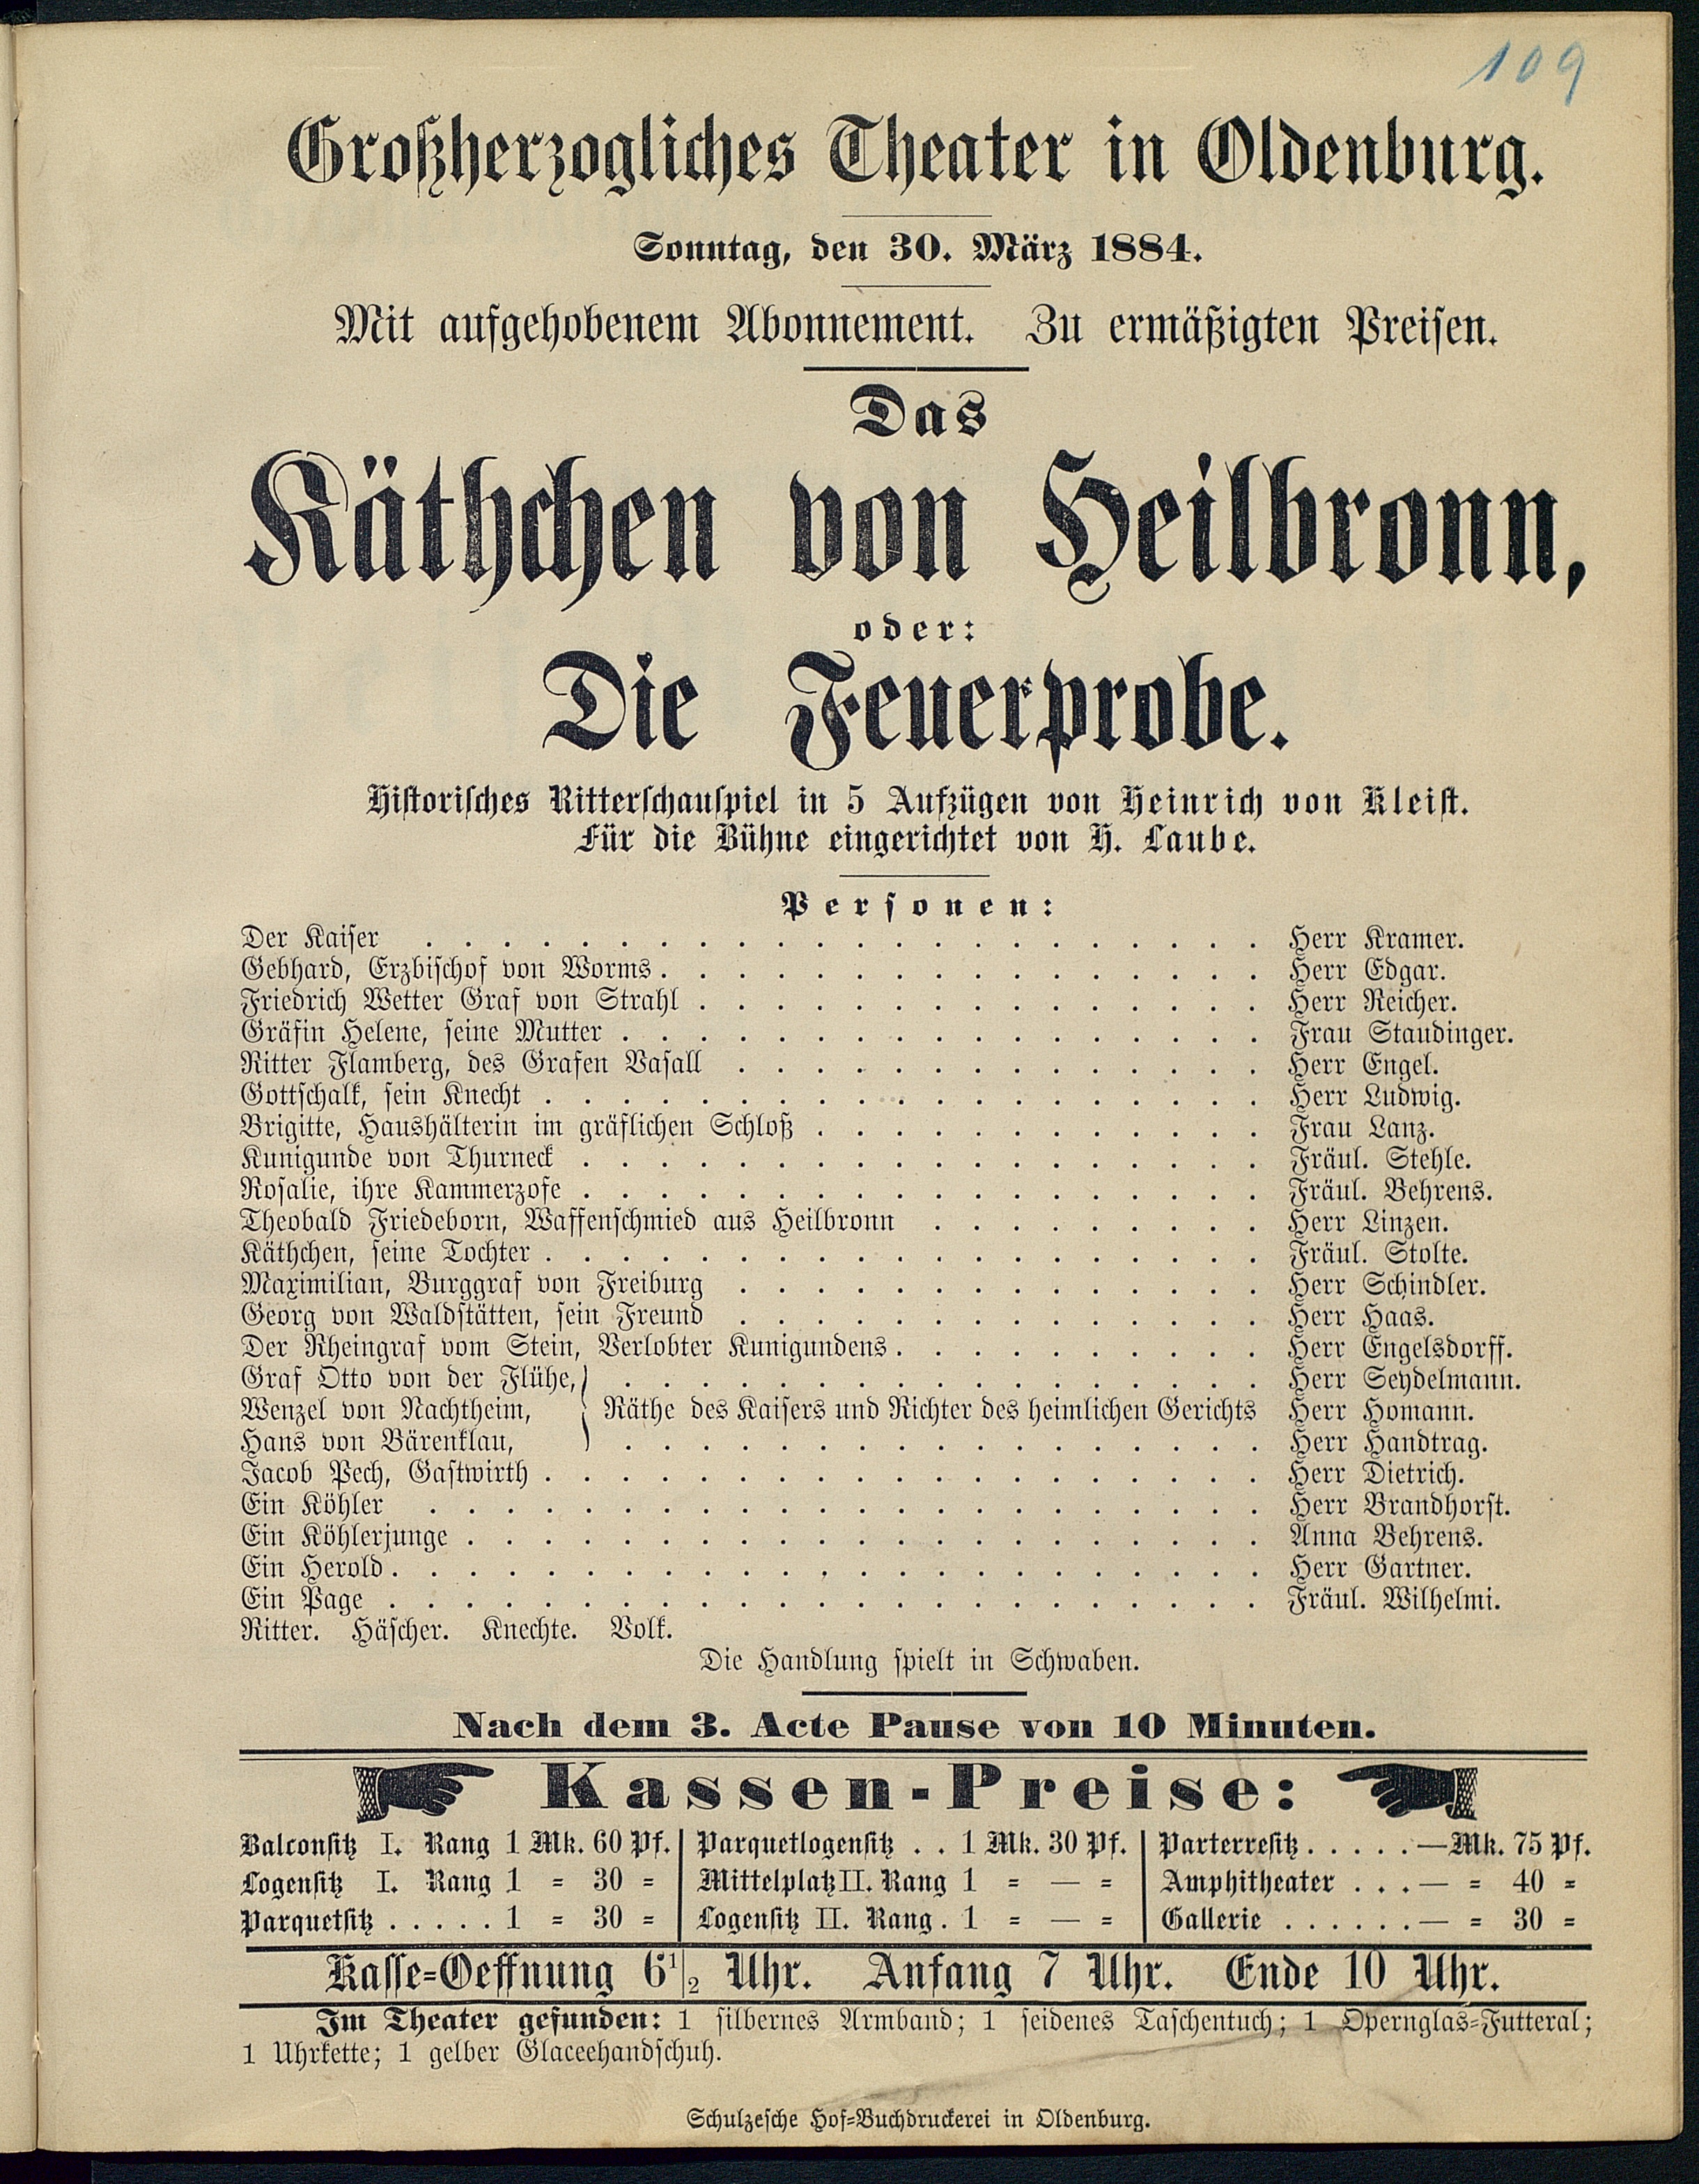 109
Großherzogliches Theater in Oldenburg.
Sonntag, den 30. März 1884.
Mit aufgehobenem Abonnement. Zu ermäßigten Preisen.
Das
Käthchen von Heilbronn,
oder:
Die Feuerprobe.
Historisches Ritterschauspiel in 5 Aufzügen von Heinrich von Kleist.
Für die Bühne eingerichtet von H. Laube.
Personen:
Der Kaiser . . . . . . . . . . Herr Kramer.
Gebhard, Erzbischof von Worms . . . . . . . . . . Herr Edgar.
Friedrich Wetter Graf von Strahl . . . . . . . . . . Herr Reicher.
Gräfin Helene, seine Mutter . . . . . . . . . . Frau Staudinger.
Ritter Flamberg, des Grafen Vasall . . . . . . . . . . Herr Engel.
Gottschalk, sein Knecht . . . . . . . . . . Herr Ludwig.
Brigitte, Haushälterin im gräflichen Schloß . . . . . . . . . . Frau Lanz.
Kunigunde von Thurneck . . . . . . . . . . Fräul. Stehle.
Rosalie, ihre Kammerzofe . . . . . . . . . . Fräul. Behrens.
Theobald Friedeborn, Waffenschmied aus Heilbronn . . . . . . . . . Herr Linzen.
Käthchen, seine Tochter . . . . . . . . . . Fräul. Stolte.
Maximilian, Burggraf von Freiburg . . . . . . . . . . Herr Schindler.
Georg von Waldstätten, sein Freund . . . . . . . . . . Herr Haas.
Der Rheingraf vom Stein, Verlobter Kunigundens . . . . . . . . . . Herr Engelsdorff.
Graf Otto von der Flühe, } . . . . . . . . . . Herr Seydelmann.
Wenzel von Nachtheim, } Räthe des Kaisers und Richter des heimlichen Gerichts Herr Homann.
Hans von Bärenklau, } . . . . . . . . . . Herr Handtrag.
Jacob Pech, Gastwirth . . . . . . . . . . Herr Dietrich.
Ein Köhler . . . . . . . . . . Herr Brandhorst.
Ein Köhlerjunge . . . . . . . . . . Anna Behrens.
Ein Herold . . . . . . . . . . Herr Gartner.
Ein Page . . . . . . . . . . Fräul. Wilhelmi.
Ritter. Häscher. Knechte. Volk.
Die Handlung spielt in Schwaben.
Nach dem 3. Acte Pause von 10 Minuten.
Kassen-Preise:
Balconsitz I. Rang 1 Mk. 60 Pf. | Parquetlogensitz . . 1 Mk. 30 Pf. | Parterresitz . . . . . — Mk. 75 Pf.
Logensitz I. Rang 1 = 30 = | Mittelplatz II. Rang 1 = — = | Amphitheater . . . — = 40 =
Parquetsitz . . . . . 1 = 30 = | Logensitz II. Rang . 1 = — = | Gallerie . . . . . . — = 30 =
Kasse=Oeffnung 6 1/2 Uhr. Anfang 7 Uhr. Ende 10 Uhr.
Im Theater gefunden: 1 silbernes Armband; 1 seidenes Taschentuch; 1 Opernglas=Futteral;
1 Uhrkette; 1 gelber Glaceehandschuh.
Schulzesche Hof=Buchdruckerei in Oldenburg.